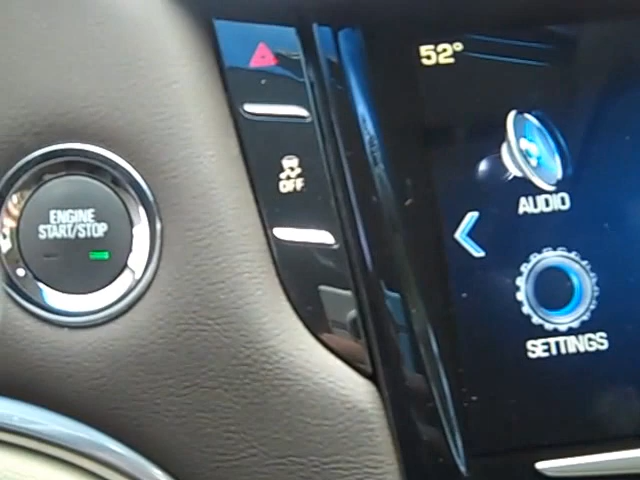 52°
AUDIO
OFF
ENGINE
START/STOP
SETTINGS